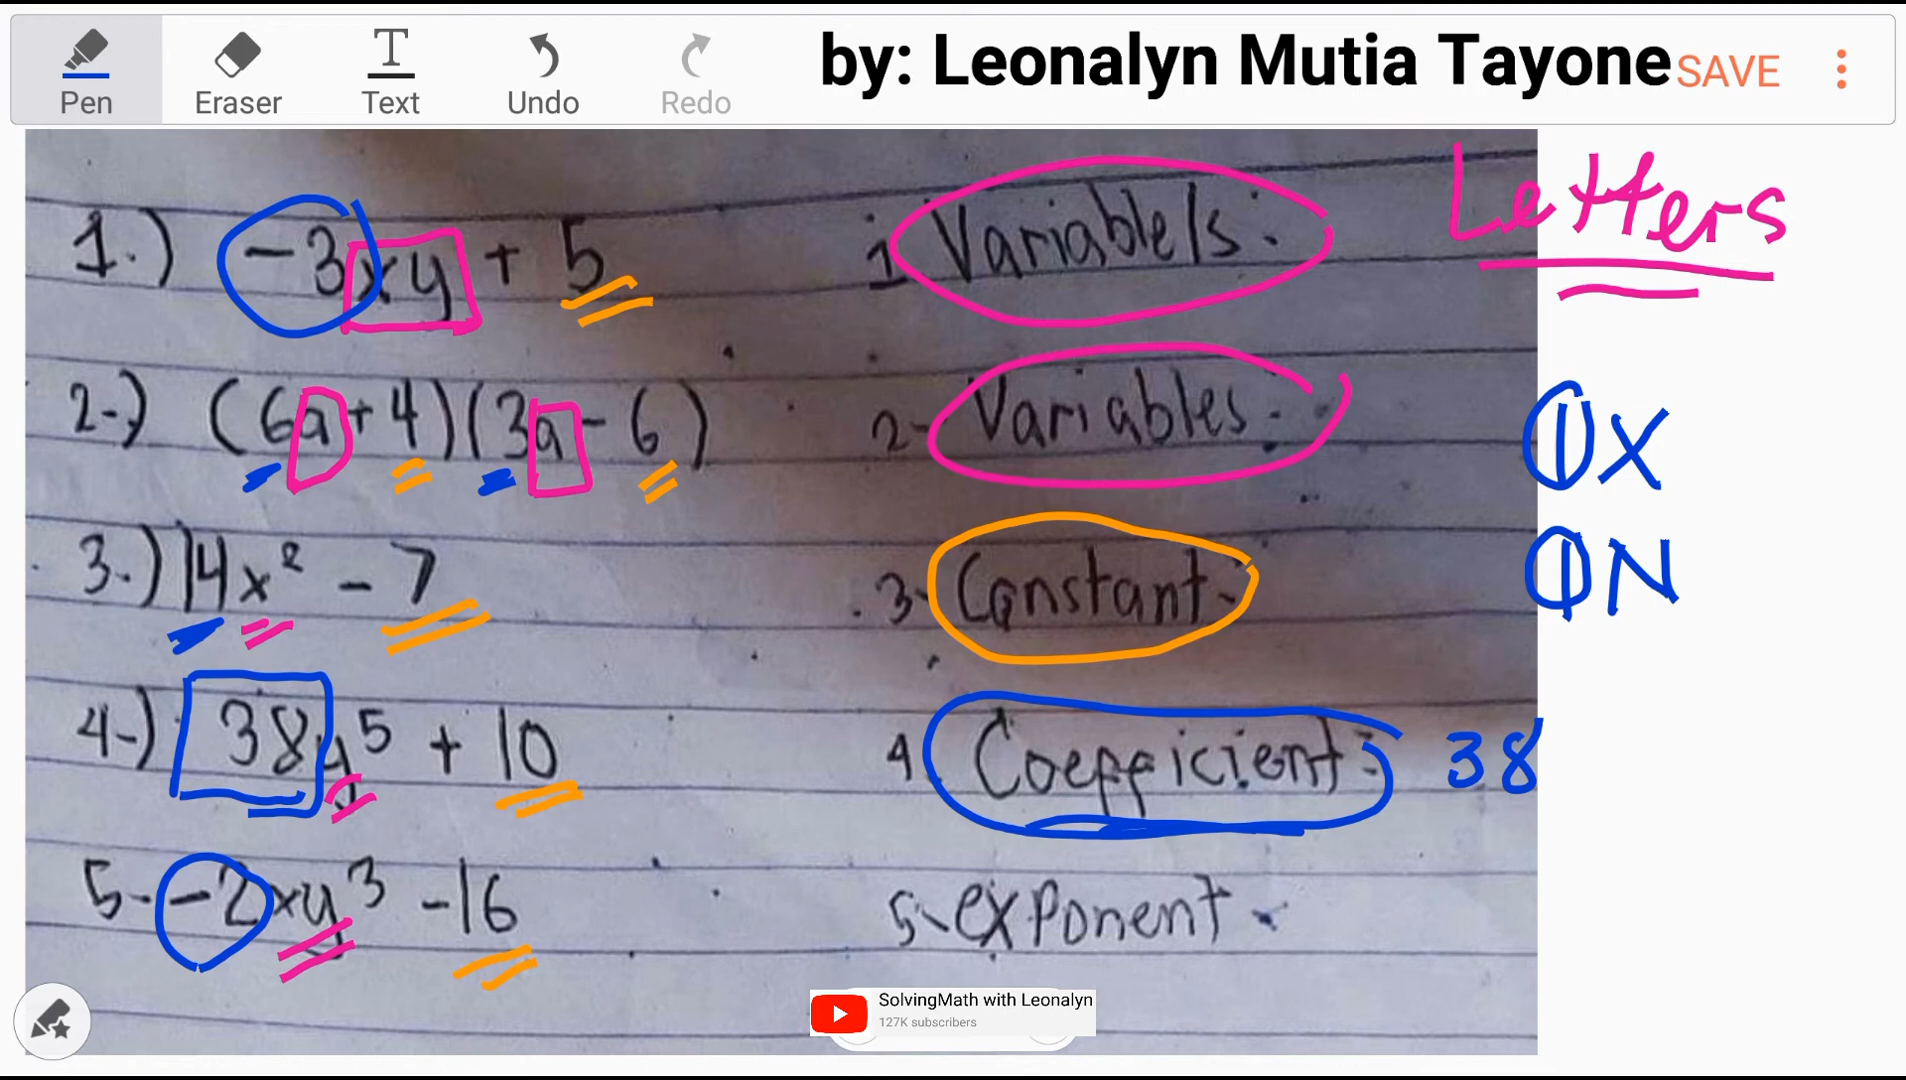 Pen Eraser Text Undo Redo by: Leonalyn Mutia Tayone SAVE
1.) -3xy + 5
1 Variable/s:
Letters
2-) (6a + 4)(3a - 6)
2- Variables:
①X
3.) 14x² - 7
3- Constant-
①N
4-) 38y⁵ + 10
4. Coefficient: 38
5- -2xy³ -16
5. exponent -
SolvingMath with Leonalyn
127K subscribers